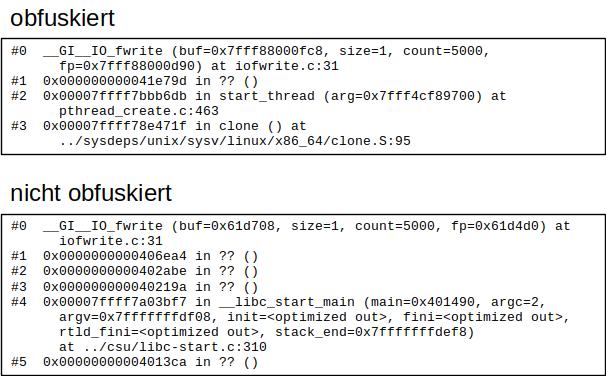 obfuskiert
#0 __GI__IO_fwrite (buf=0x7fff88000fc8, size=1, count=5000,
fp=0x7fff88000d90) at iofwrite.c:31
#1 0x000000000041e79d in ?? ()
#2 0x00007ffff7bbb6db in start_thread (arg=0x7fff4cf89700) at
pthread_create.c:463
#3 0x00007ffff78e471f in clone () at
../sysdeps/unix/sysv/linux/x86_64/clone.S:95
nicht obfuskiert
#0 __GI__IO_fwrite (buf=0x61d708, size=1, count=5000, fp=0x61d4d0) at
iofwrite.c:31
#1 0x0000000000406ea4 in ?? ()
#2 0x0000000000402abe in ?? ()
#3 0x000000000040219a in ?? ()
#4 0x00007ffff7a03bf7 in __libc_start_main (main=0x401490, argc=2,
argv=0x7fffffffdf08, init=<optimized out>, fini=<optimized out>,
rtld_fini=<optimized out>, stack_end=0x7fffffffdef8)
at ../csu/libc-start.c:310
#5 0x00000000004013ca in ?? ()